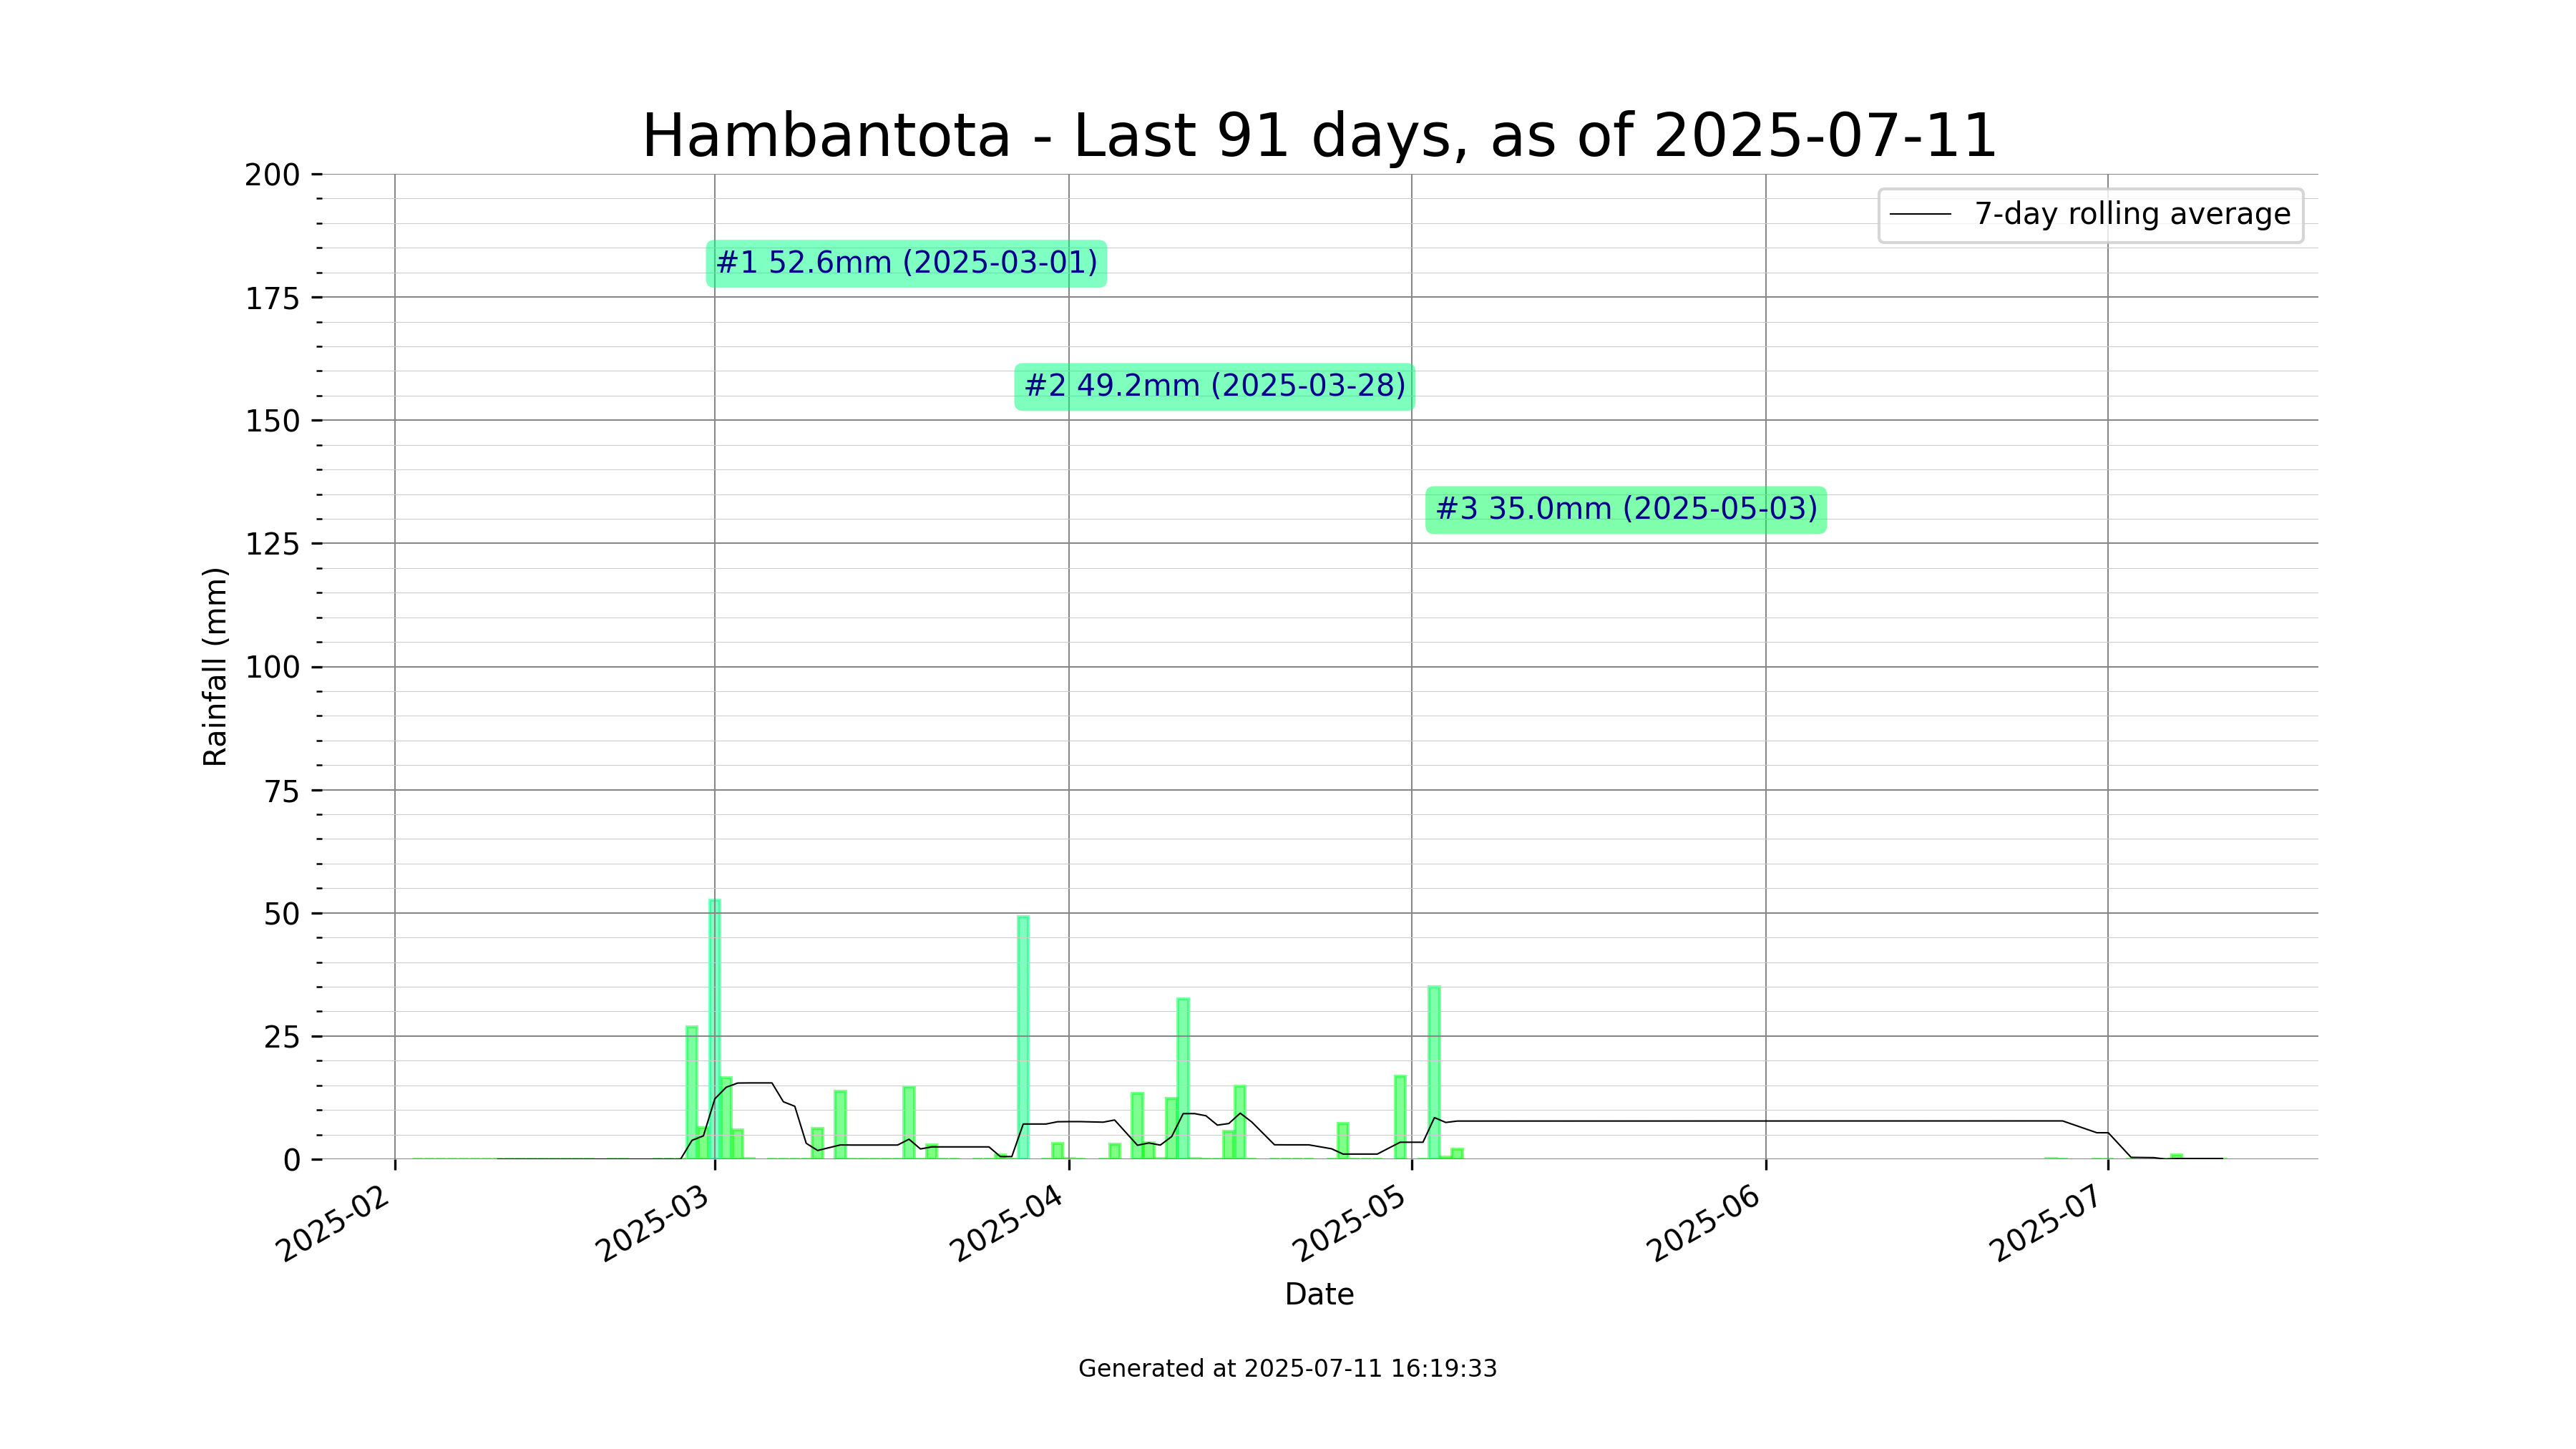 Hambantota - Last 91 days, as of 2025-07-11
7-day rolling average
#1 52.6mm (2025-03-01)
#2 49.2mm (2025-03-28)
#3 35.0mm (2025-05-03)
Rainfall (mm)
200
175
150
125
100
75
50
25
0
2025-02
2025-03
2025-04
2025-05
2025-06
2025-07
Date
Generated at 2025-07-11 16:19:33